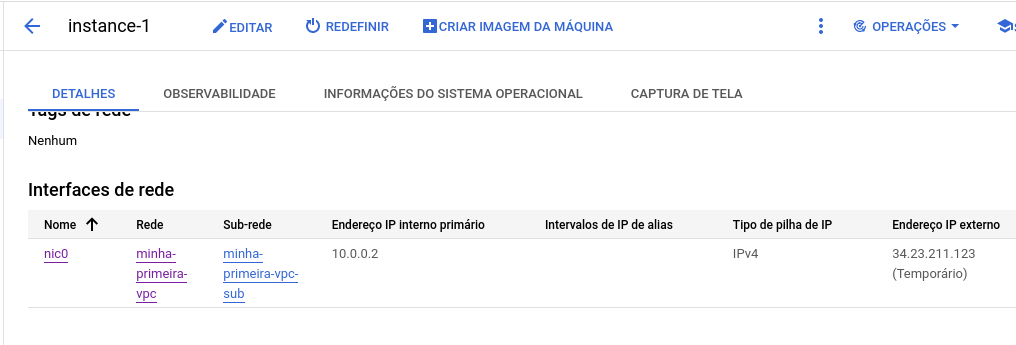 instance-1 EDITAR REDEFINIR CRIAR IMAGEM DA MÁQUINA OPERAÇÕES
DETALHES OBSERVABILIDADE INFORMAÇÕES DO SISTEMA OPERACIONAL CAPTURA DE TELA
Tags de rede
Nenhum
Interfaces de rede
Nome Rede Sub-rede Endereço IP interno primário Intervalos de IP de alias Tipo de pilha de IP Endereço IP externo
nic0 minha- minha- 10.0.0.2 IPv4 34.23.211.123
primeira- primeira-vpc- (Temporário)
vpc sub